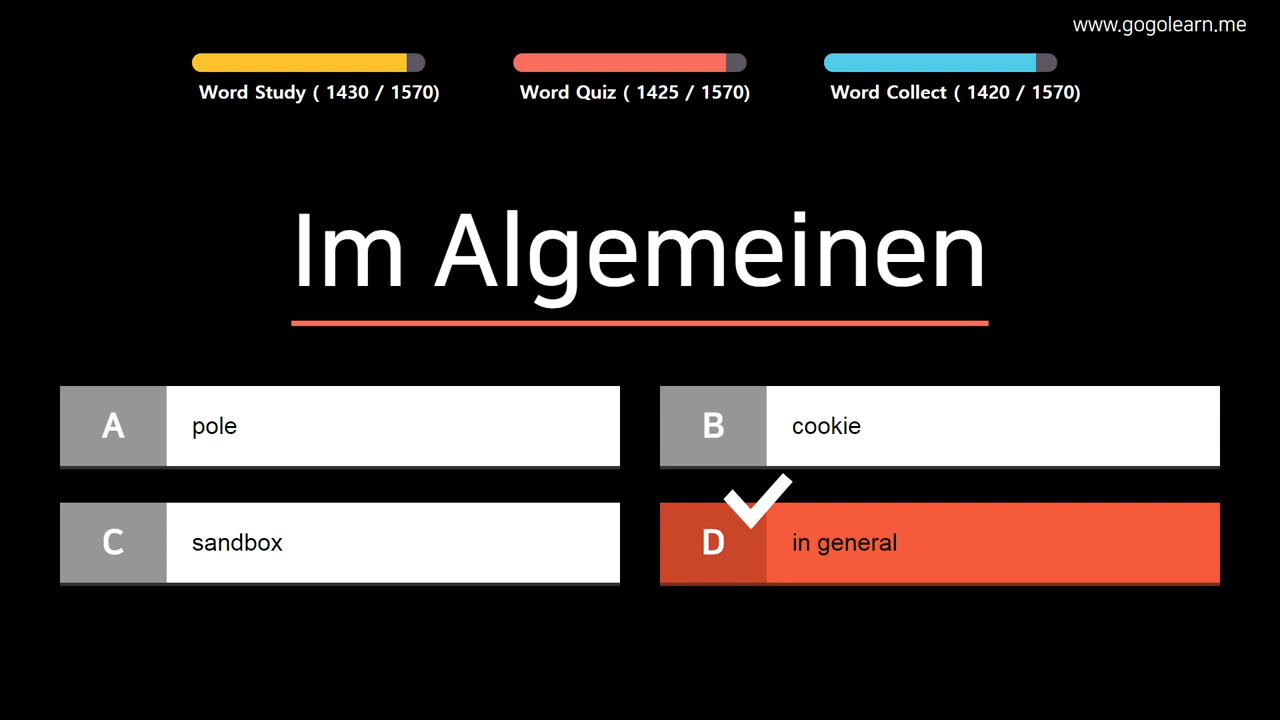 www.gogolearn.me
Word Study ( 1430 / 1570)
Word Quiz ( 1425 / 1570)
Word Collect ( 1420 / 1570)
Im Algemeinen
A pole
B cookie
C sandbox
D in general